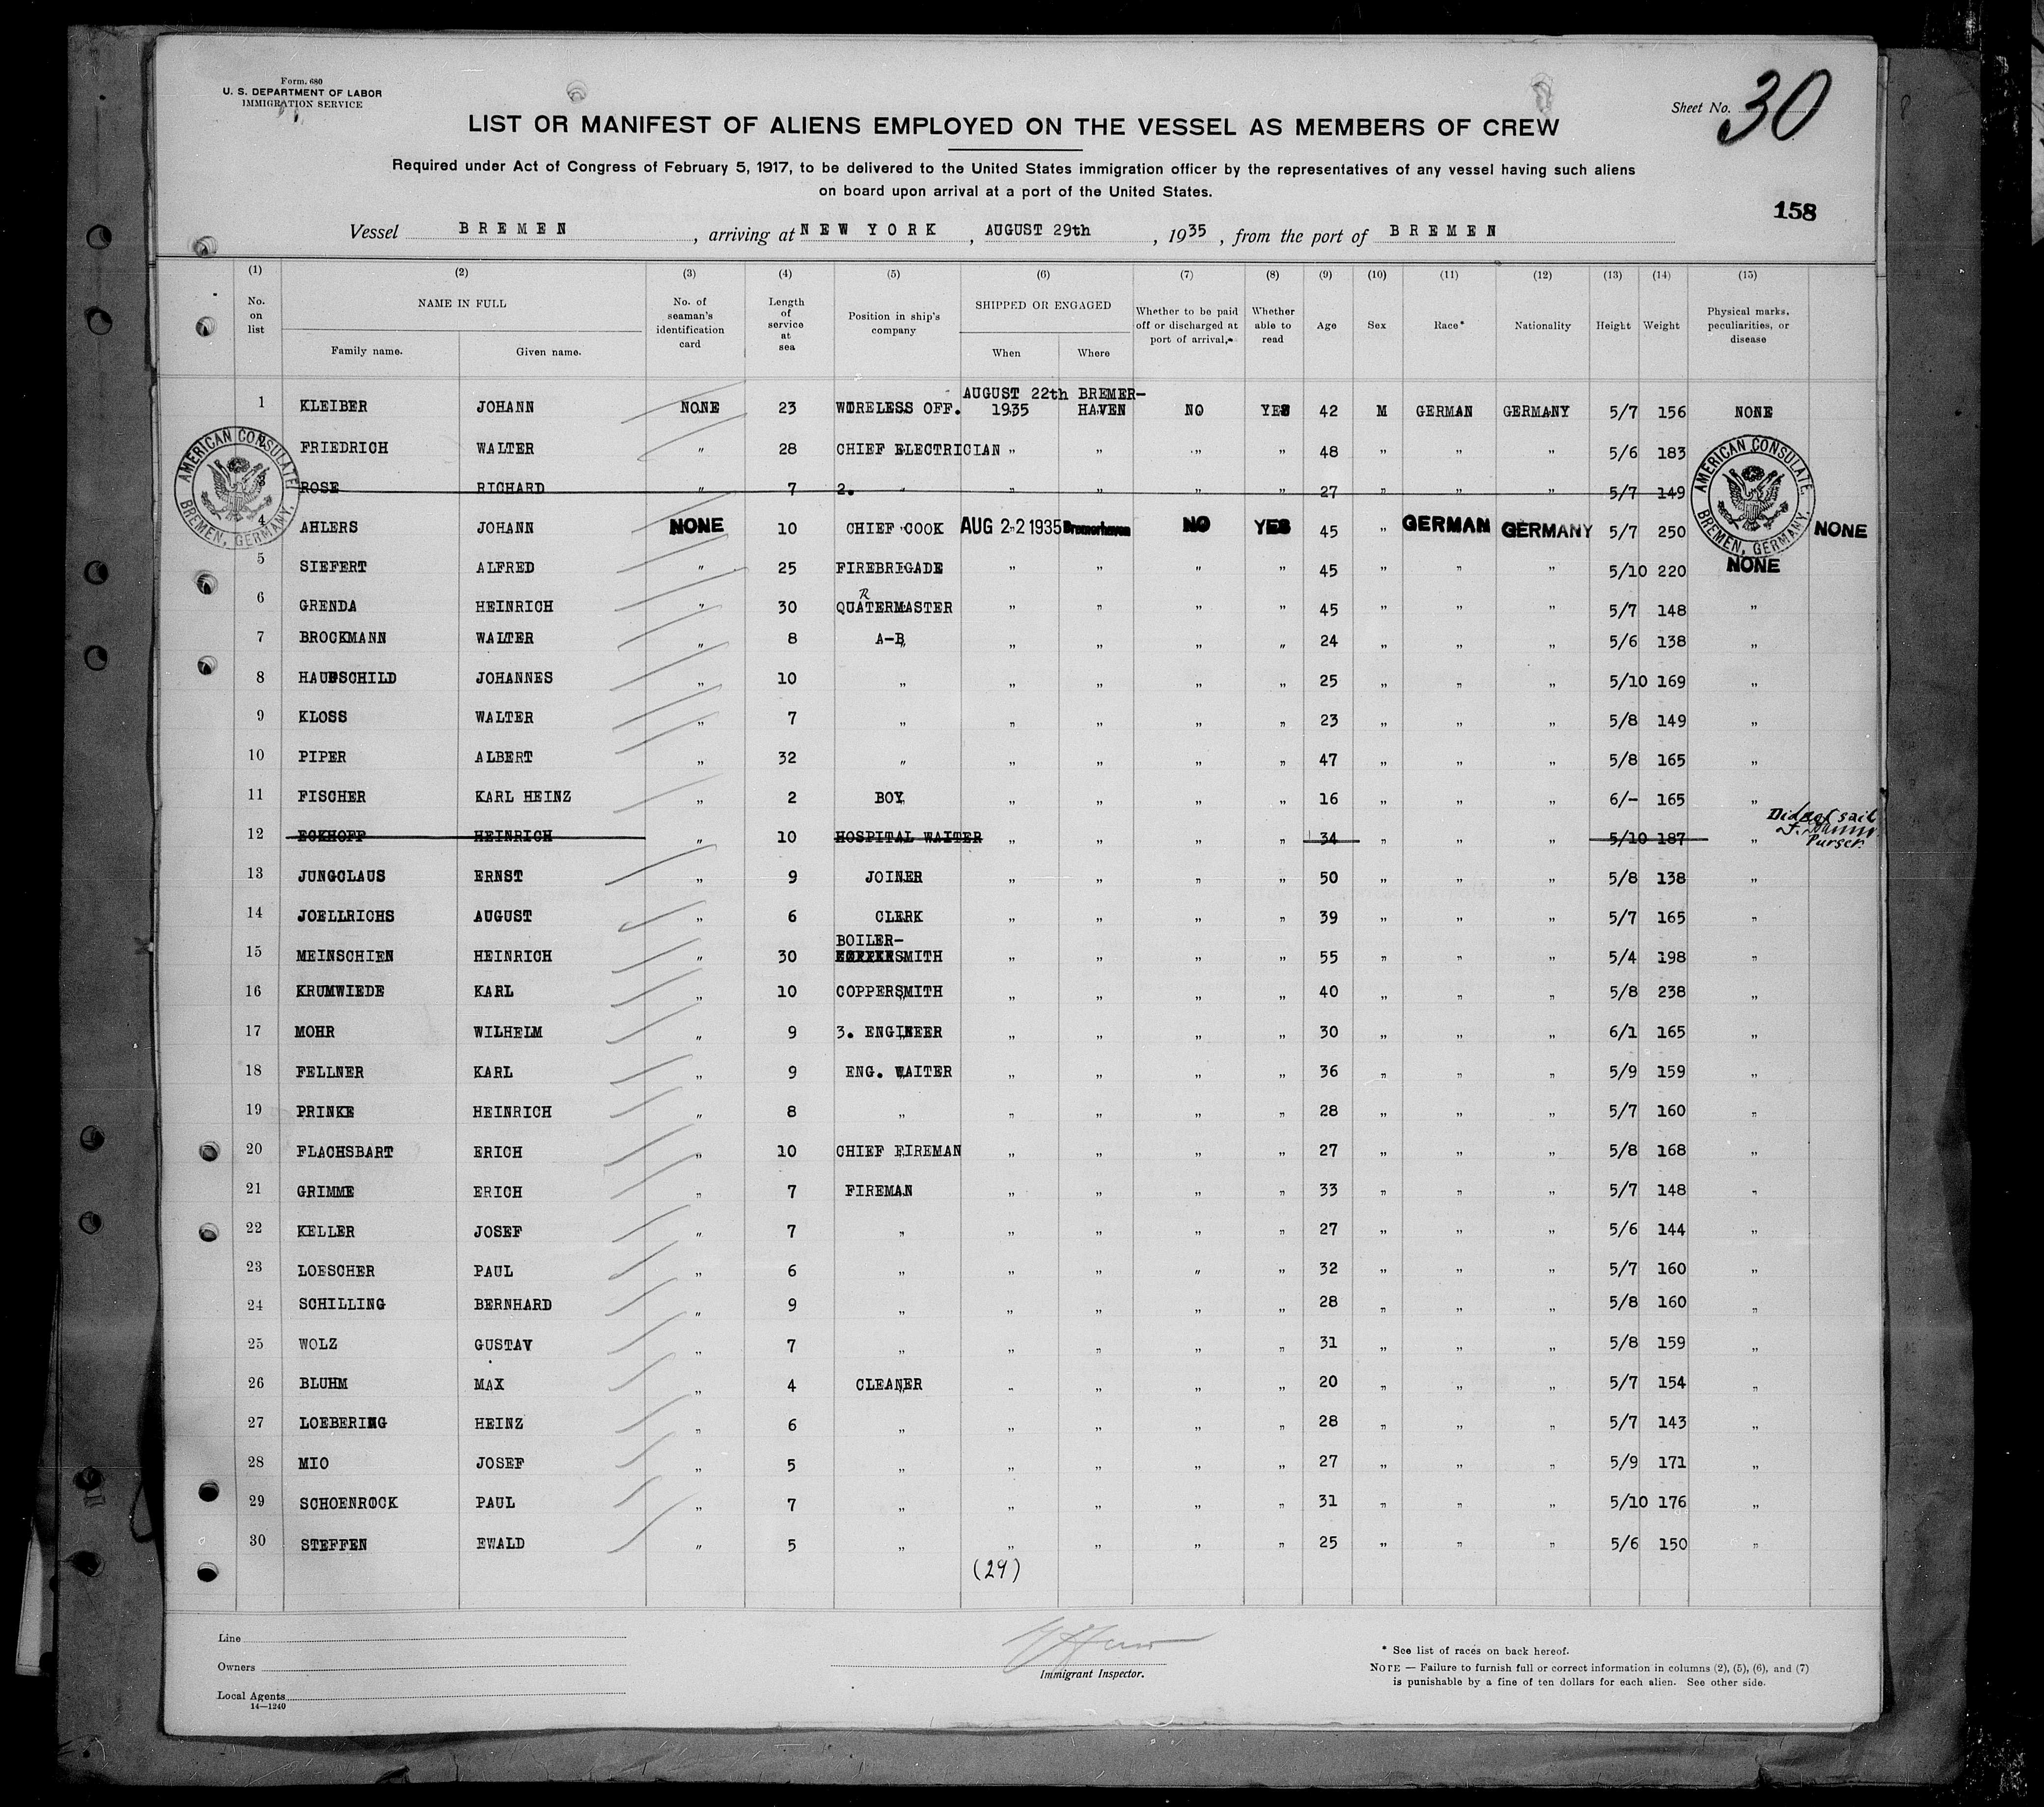 Form. 680
U. S. DEPARTMENT OF LABOR
IMMIGRATION SERVICE
Sheet No. 30
LIST OR MANIFEST OF ALIENS EMPLOYED ON THE VESSEL AS MEMBERS OF CREW
Required under Act of Congress of February 5, 1917, to be delivered to the United States immigration officer by the representatives of any vessel having such aliens
on board upon arrival at a port of the United States.
158
Vessel BREMEN, arriving at NEW YORK, AUGUST 29th, 1935, from the port of BREMEN
(1) (2) (3) (4) (5) (6) (7) (8) (9) (10) (11) (12) (13) (14) (15)
No. on list NAME IN FULL Family name. Given name. No. of seaman's identification card Length of service at sea Position in ship's company SHIPPED OR ENGAGED When Where Whether to be paid off or discharged at port of arrival. Whether able to read Age Sex Race* Nationality Height Weight Physical marks, peculiarities, or disease
1 KLEIBER JOHANN NONE 23 WIRELESS OFF. AUGUST 22th 1935 BREMER-HAVEN NO YES 42 M GERMAN GERMANY 5/7 156 NONE
2 FRIEDRICH WALTER " 28 CHIEF ELECTRICIAN " " " " 48 " " " 5/6 183
3 ROSE RICHARD " 7 2. " " " " " 27 " " " 5/7 149
4 AHLERS JOHANN NONE 10 CHIEF COOK AUG 22 1935 Bremerhaven NO YES 45 " GERMAN GERMANY 5/7 250 NONE
AMERICAN CONSULATE BREMEN, GERMANY.
AMERICAN CONSULATE BREMEN, GERMANY.
5 SIEFERT ALFRED " 25 FIREBRIGADE " " " " 45 " " " 5/10 220 NONE
6 GRENDA HEINRICH " 30 QUARTERMASTER " " " " 45 " " " 5/7 148 "
7 BROCKMANN WALTER " 8 A-B " " " " 24 " " " 5/6 138 "
8 HAUSCHILD JOHANNES " 10 " " " " " 25 " " " 5/10 169 "
9 KLOSS WALTER " 7 " " " " " 23 " " " 5/8 149 "
10 PIPER ALBERT " 32 " " " " " 47 " " " 5/8 165 "
11 FISCHER KARL HEINZ " 2 BOY " " " " 16 " " " 6/- 165 "
12 ECKHOFF HEINRICH " 10 HOSPITAL WAITER " " " " 34 " " " 5/10 187 " Did not sail Purser.
13 JUNGCLAUS ERNST " 9 JOINER " " " " 50 " " " 5/8 138 "
14 JOELLRICHS AUGUST " 6 CLERK " " " " 39 " " " 5/7 165 "
15 MEINSCHIEN HEINRICH " 30 BOILER-SMITH " " " " 55 " " " 5/4 198 "
16 KRUMWIEDE KARL " 10 COPPERSMITH " " " " 40 " " " 5/8 238 "
17 MOHR WILHELM " 9 3. ENGINEER " " " " 30 " " " 6/1 165 "
18 FELLNER KARL " 9 ENG. WAITER " " " " 36 " " " 5/9 159 "
19 PRINKE HEINRICH " 8 " " " " " 28 " " " 5/7 160 "
20 FLACHSBART ERICH " 10 CHIEF FIREMAN " " " " 27 " " " 5/8 168 "
21 GRIMME ERICH " 7 FIREMAN " " " " 33 " " " 5/7 148 "
22 KELLER JOSEF " 7 " " " " " 27 " " " 5/6 144 "
23 LOESCHER PAUL " 6 " " " " " 32 " " " 5/7 160 "
24 SCHILLING BERNHARD " 9 " " " " " 28 " " " 5/8 160 "
25 WOLZ GUSTAV " 7 " " " " " 31 " " " 5/8 159 "
26 BLUHM MAX " 4 CLEANER " " " " 20 " " " 5/7 154 "
27 LOEBERING HEINZ " 6 " " " " " 28 " " " 5/7 143 "
28 MIO JOSEF " 5 " " " " " 27 " " " 5/9 171 "
29 SCHOENROCK PAUL " 7 " " " " " 31 " " " 5/10 176 "
30 STEFFEN EWALD " 5 " " " " " 25 " " " 5/6 150 "
(29)
Line
Owners
Local Agents
14—1240
Immigrant Inspector.
* See list of races on back hereof.
NOTE — Failure to furnish full or correct information in columns (2), (5), (6), and (7)
is punishable by a fine of ten dollars for each alien. See other side.